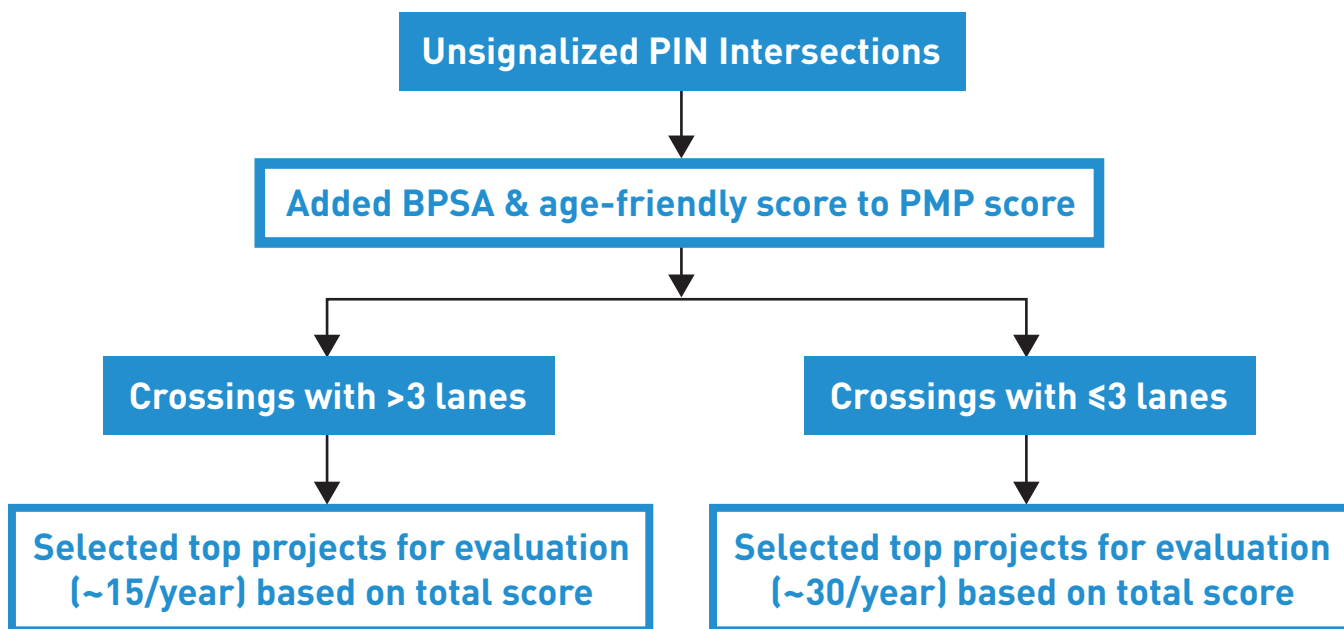 Unsignalized PIN Intersections
Added BPSA & age-friendly score to PMP score
Crossings with >3 lanes
Crossings with ≤3 lanes
Selected top projects for evaluation
(~15/year) based on total score
Selected top projects for evaluation
(~30/year) based on total score